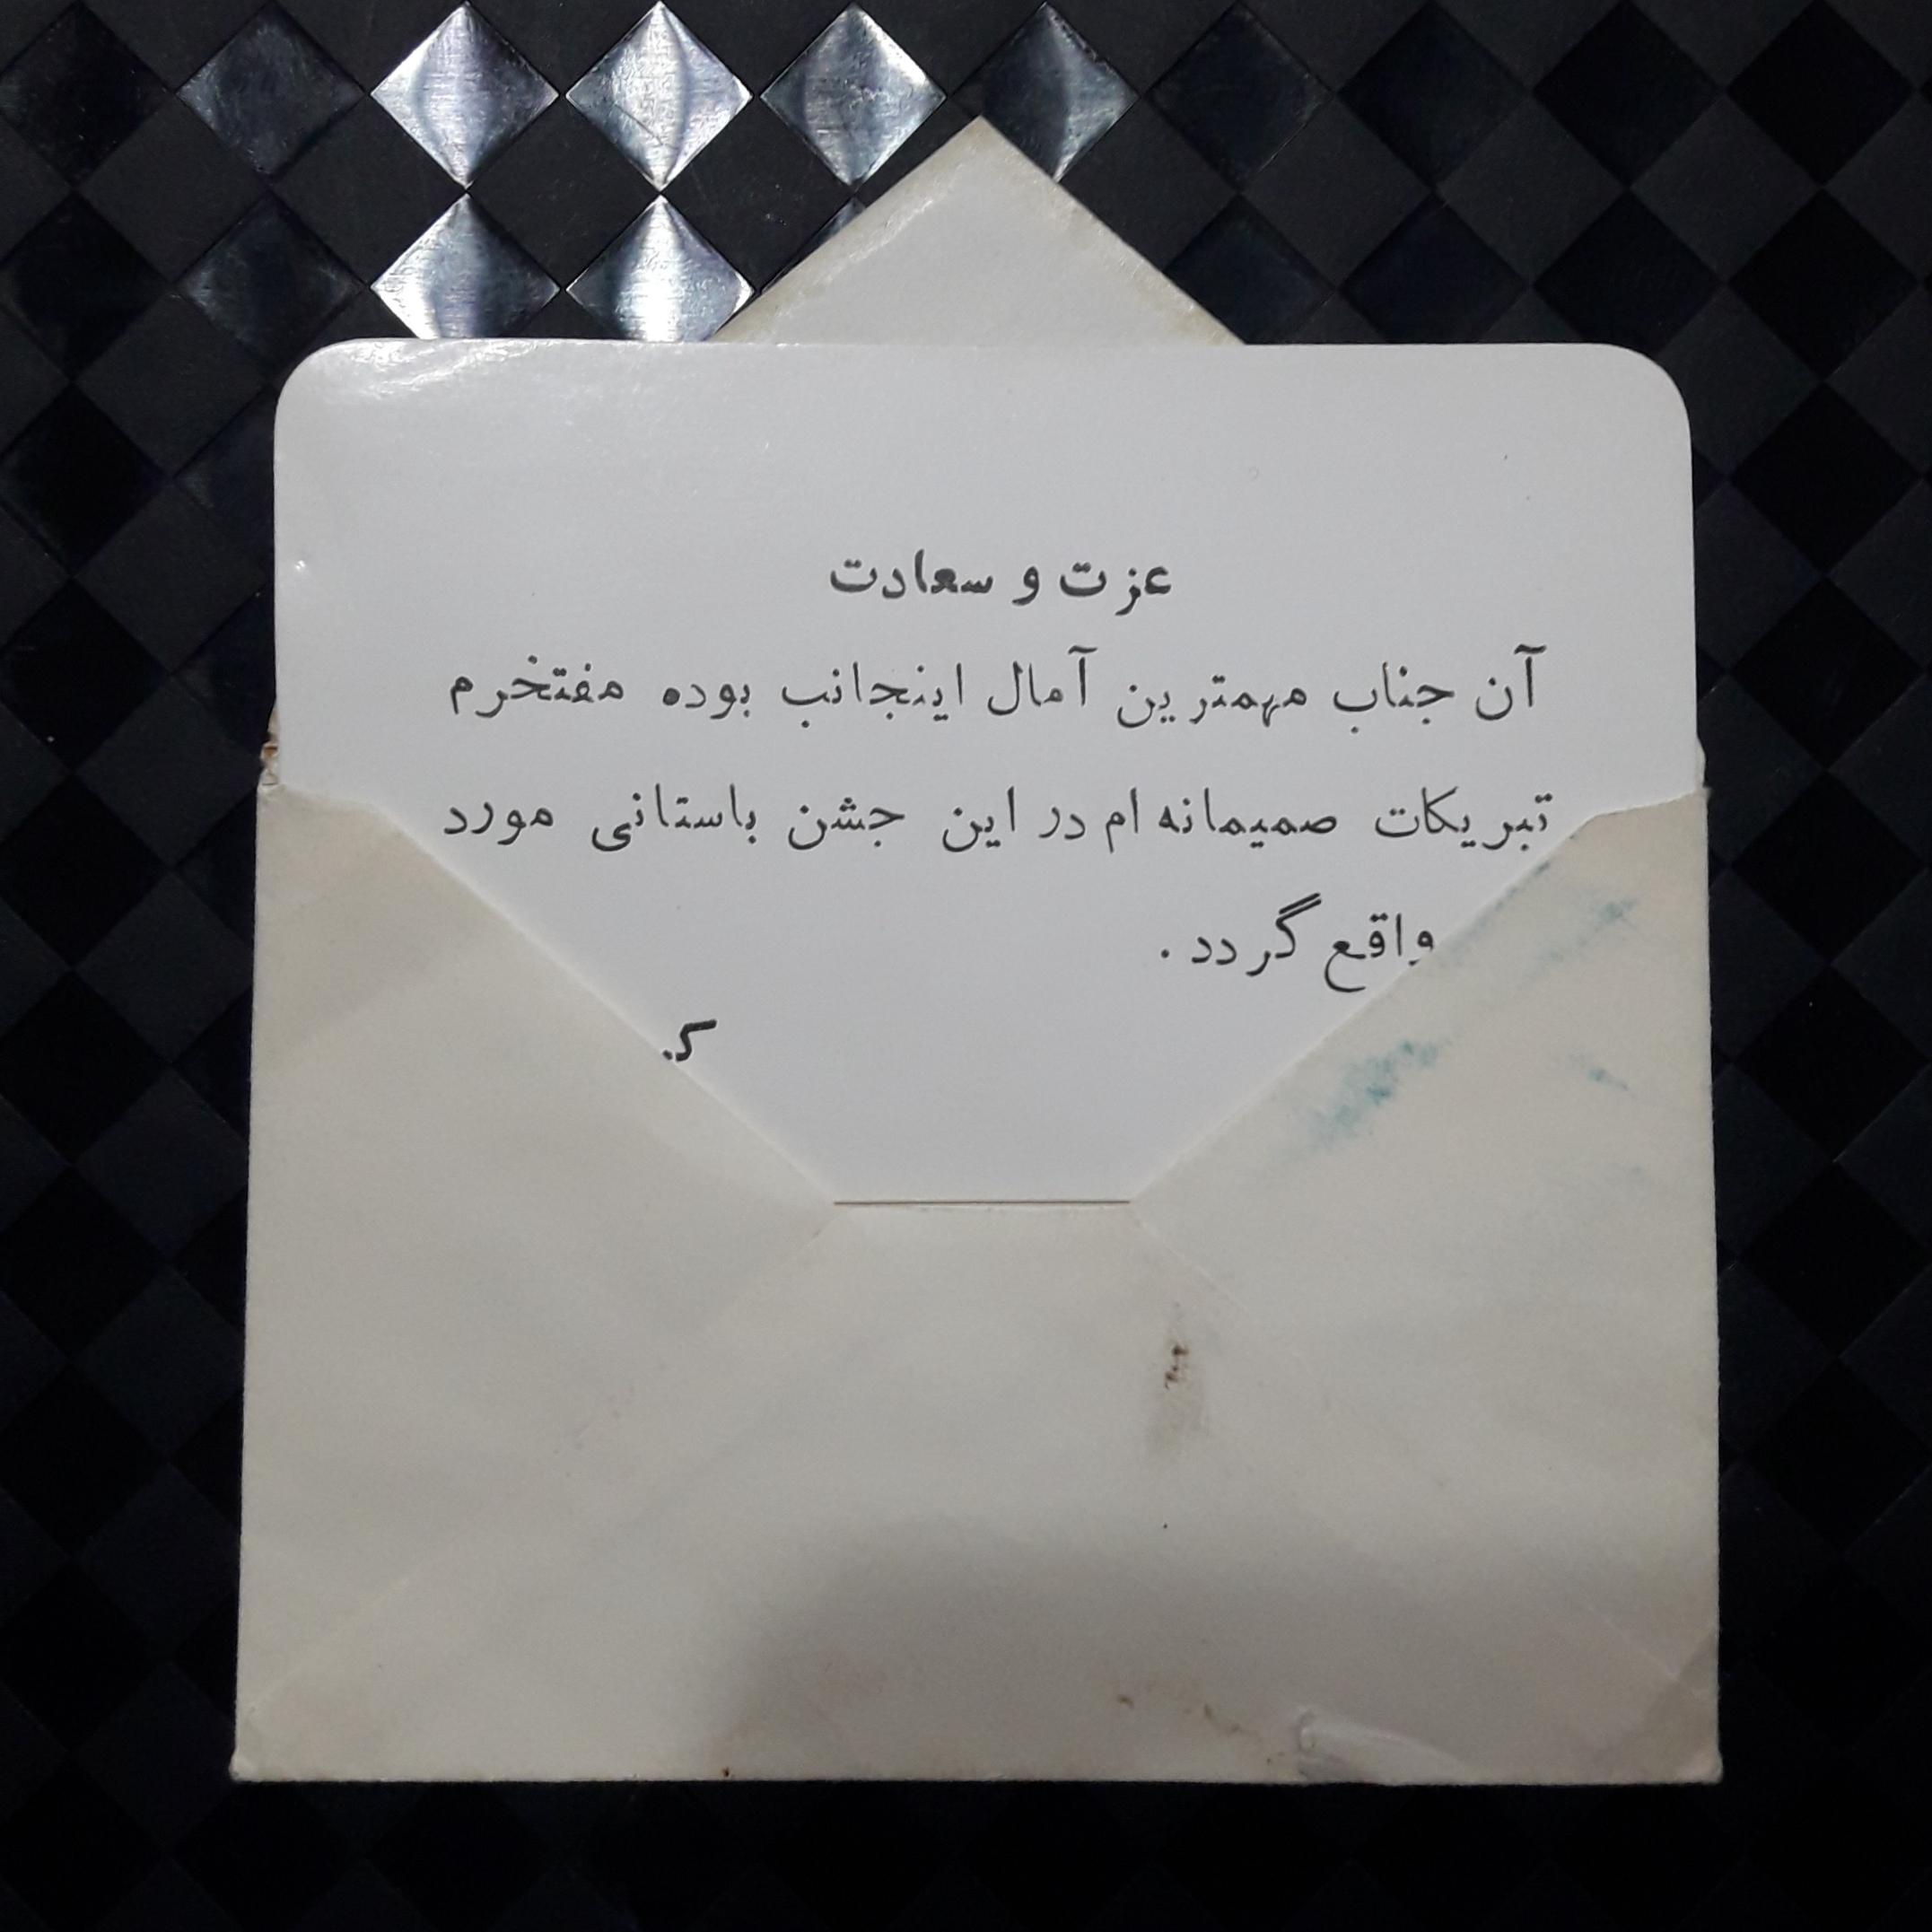 عزت و سعادت
آن جناب مهمترین آمال اینجانب بوده مفتخرم
تبریکات صمیمانه ام در این جشن باستانی مورد
واقع گردد .